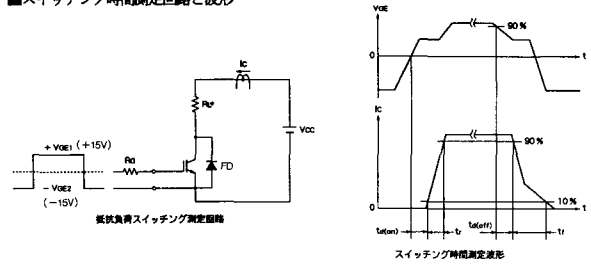 ■スイッチング時間測定回路と波形
Ic
RL*
VCC
+VGE1 (+15V)
RG
FD
-VGE2
(-15V)
抵抗負荷スイッチング測定回路
VGE
90%
0
t
IC
90%
10%
0
t
td(on)
tr
td(off)
tf
スイッチング時間測定波形